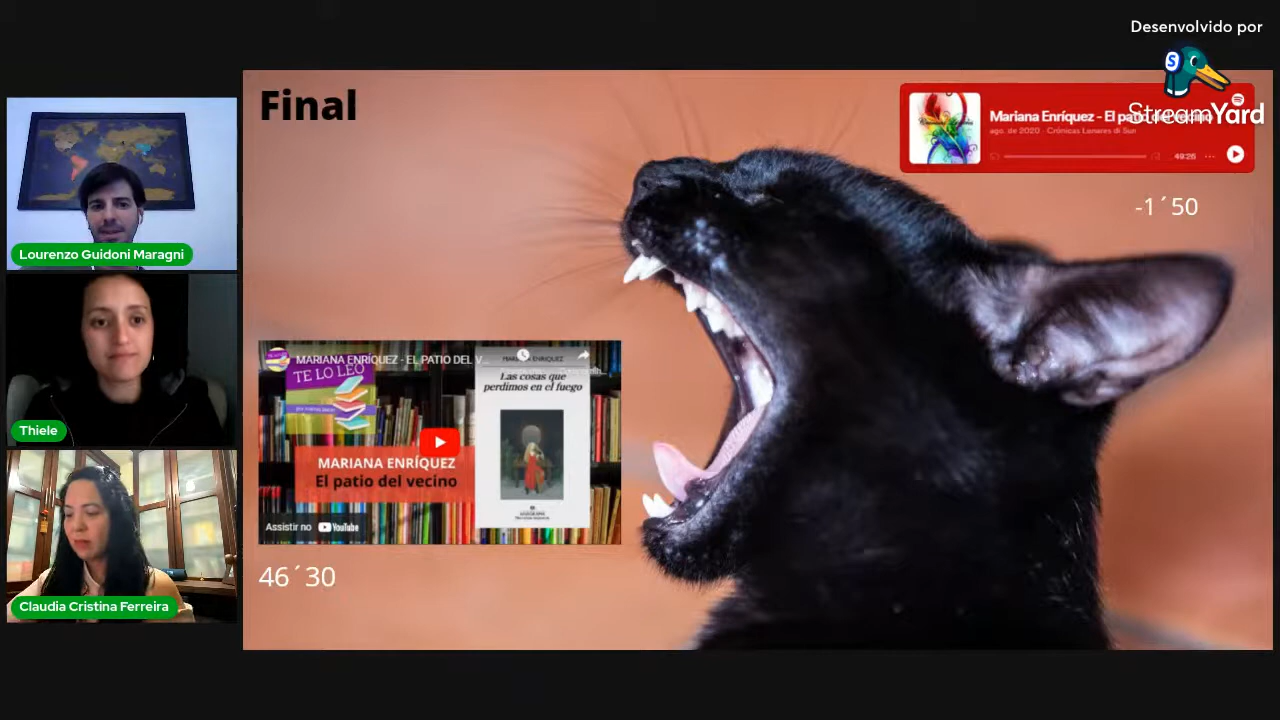 Desenvolvido por
StreamYard
Final
Mariana Enríquez - El patio del vecino
ago. de 2020 · Crónicas Lunares di Sun
49:26
-1´50
Lourenzo Guidoni Maragni
Thiele
Claudia Cristina Ferreira
MARIANA ENRÍQUEZ - EL PATIO DEL V...
TE LO LEO
MARIANA ENRÍQUEZ
El patio del vecino
Las cosas que
perdimos en el fuego
Assistir no YouTube
46´30